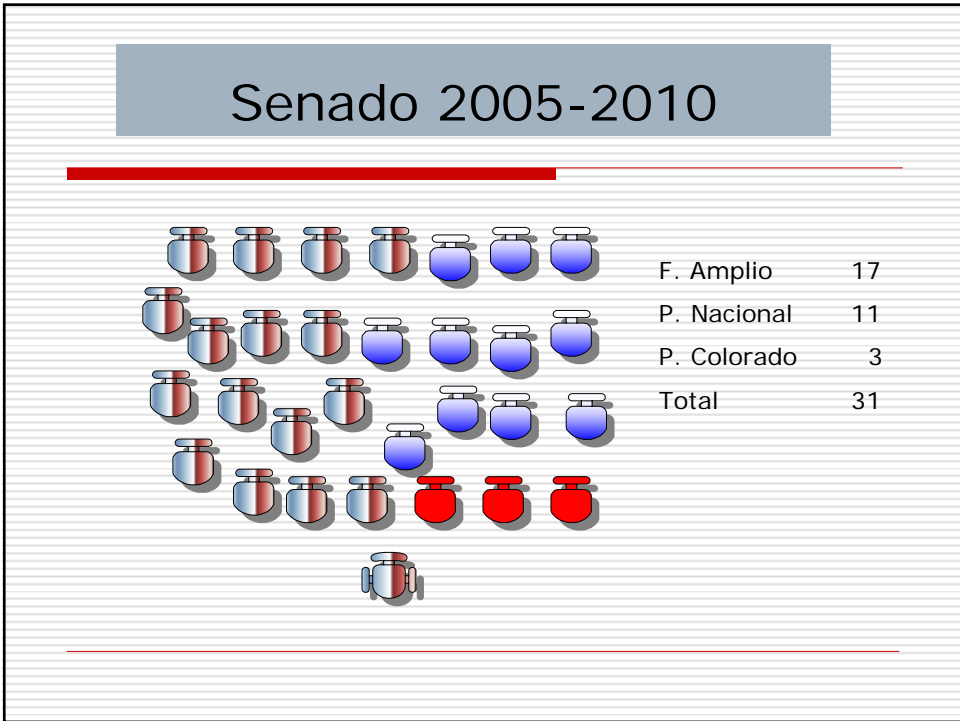 Senado 2005-2010
F. Amplio 17
P. Nacional 11
P. Colorado 3
Total 31